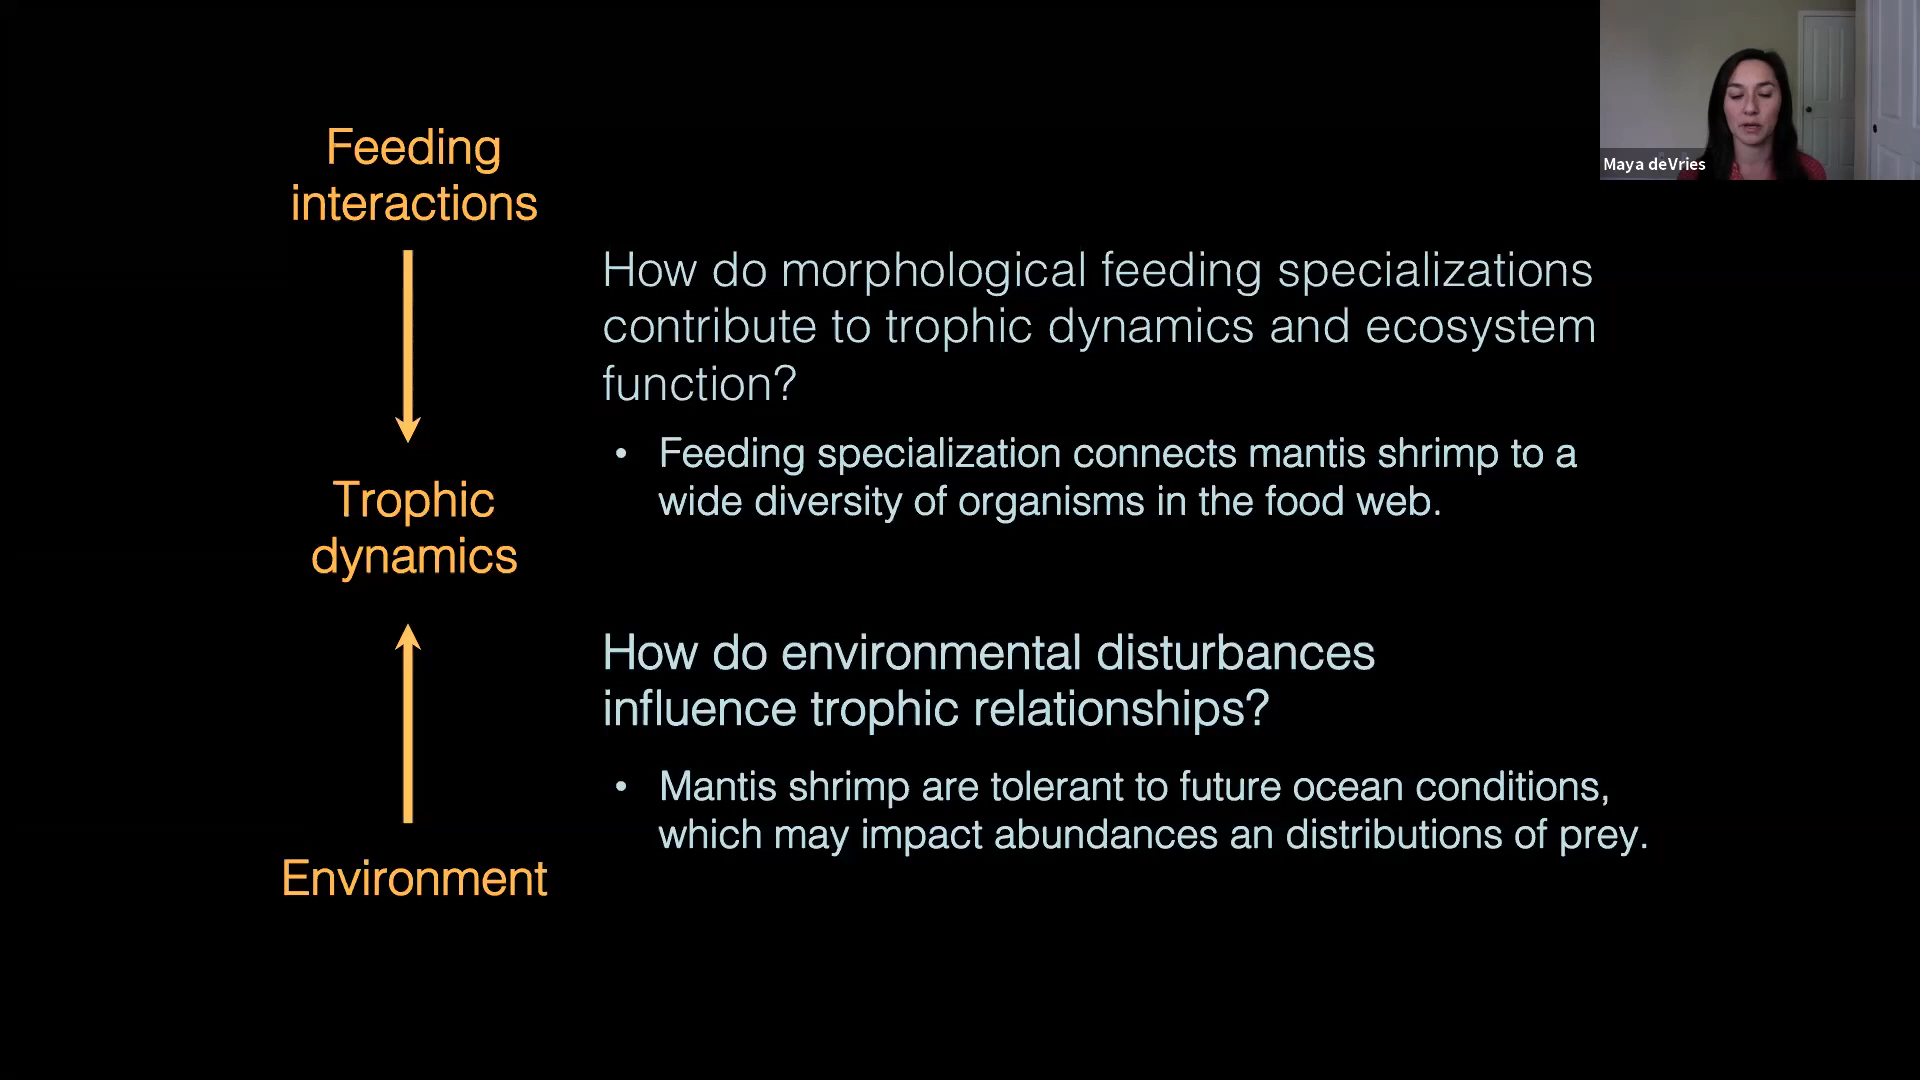 Maya deVries
Feeding
interactions
How do morphological feeding specializations
contribute to trophic dynamics and ecosystem
function?
• Feeding specialization connects mantis shrimp to a
wide diversity of organisms in the food web.
Trophic
dynamics
How do environmental disturbances
influence trophic relationships?
• Mantis shrimp are tolerant to future ocean conditions,
which may impact abundances an distributions of prey.
Environment